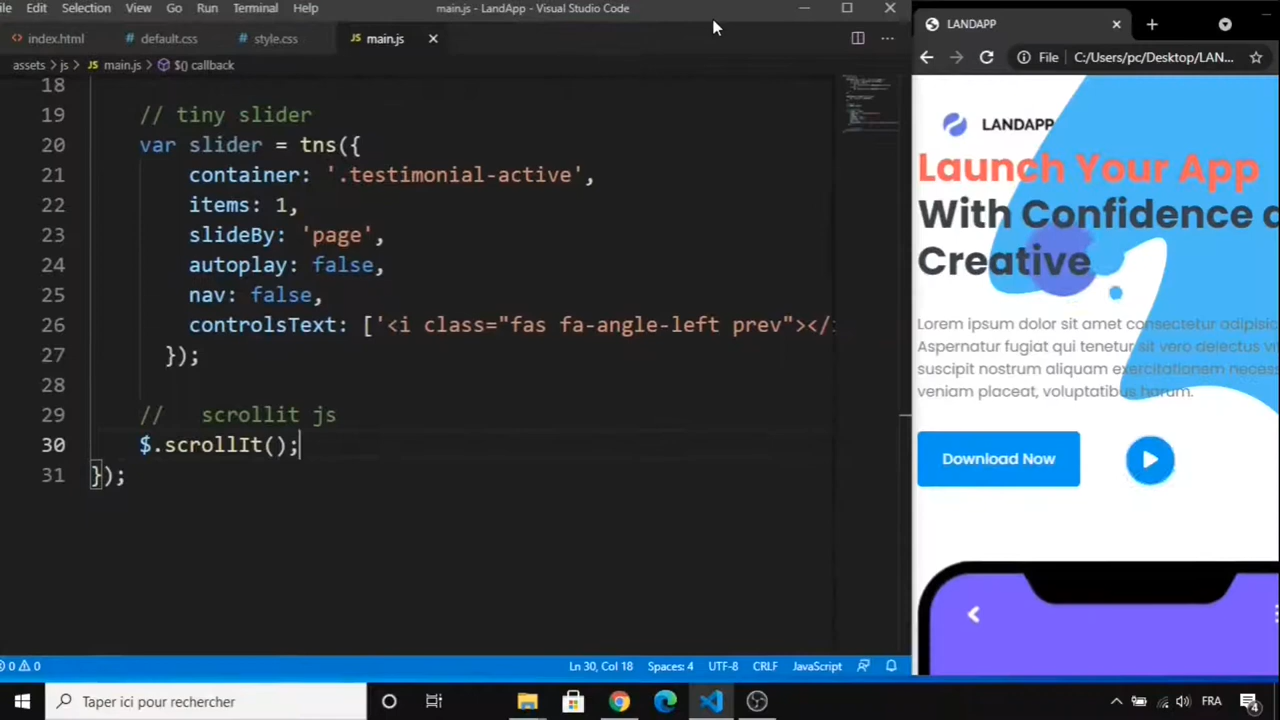 ile Edit Selection View Go Run Terminal Help main.js - LandApp - Visual Studio Code
index.html default.css style.css JS main.js
assets > js > JS main.js > $() callback
18
19 // tiny slider
20 var slider = tns({
21 container: '.testimonial-active',
22 items: 1,
23 slideBy: 'page',
24 autoplay: false,
25 nav: false,
26 controlsText: ['<i class="fas fa-angle-left prev"></
27 });
28
29 // scrollit js
30 $.scrollIt();
31 });
0 0 Ln 30, Col 18 Spaces: 4 UTF-8 CRLF JavaScript
LANDAPP
File C:/Users/pc/Desktop/LAN...
LANDAPP
Launch Your App
With Confidence a
Creative
Lorem ipsum dolor sit amet consectetur adipisic
Aspernatur fugiat qui tenetur sit vero delectus vi
suscipit nostrum aliquam exercitationem necess
veniam placeat, voluptatibus harum.
Download Now
Taper ici pour rechercher FRA 4